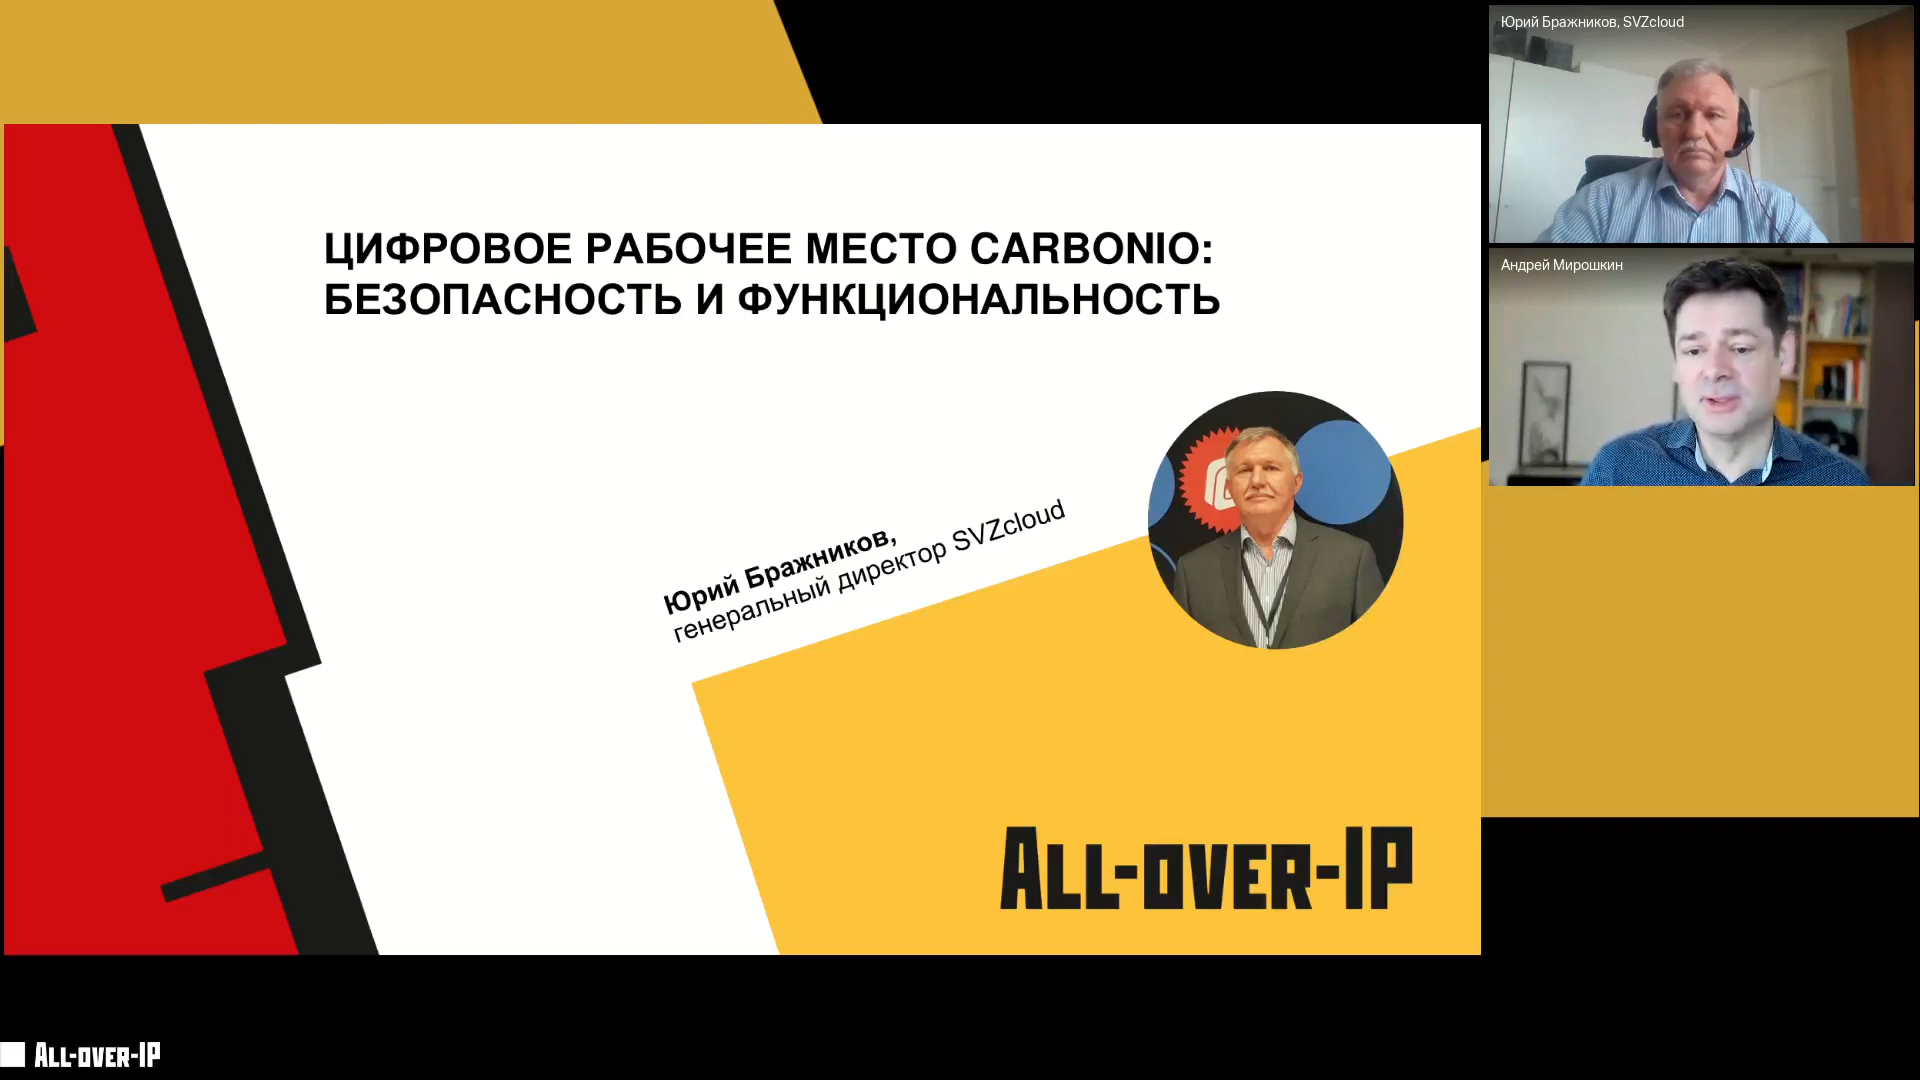 ЦИФРОВОЕ РАБОЧЕЕ МЕСТО CARBONIO:
БЕЗОПАСНОСТЬ И ФУНКЦИОНАЛЬНОСТЬ
Юрий Бражников,
генеральный директор SVZcloud
ALL-OVER-IP
Юрий Бражников, SVZcloud
Андрей Мирошкин
ALL-OVER-IP